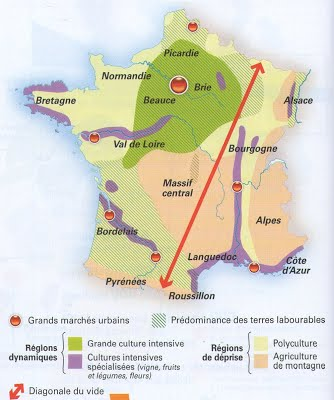 Picardie
Normandie
Brie
Bretagne
Beauce
Alsace
Val de Loire
Bourgogne
Massif
central
Alpes
Bordelais
Languedoc
Côte
d'Azur
Pyrénées
Roussillon
Grands marchés urbains
Prédominance des terres labourables
Régions
dynamiques
Grande culture intensive
Cultures intensives
spécialisées (vigne, fruits
et légumes, fleurs)
Régions
de déprise
Polyculture
Agriculture
de montagne
Diagonale du vide